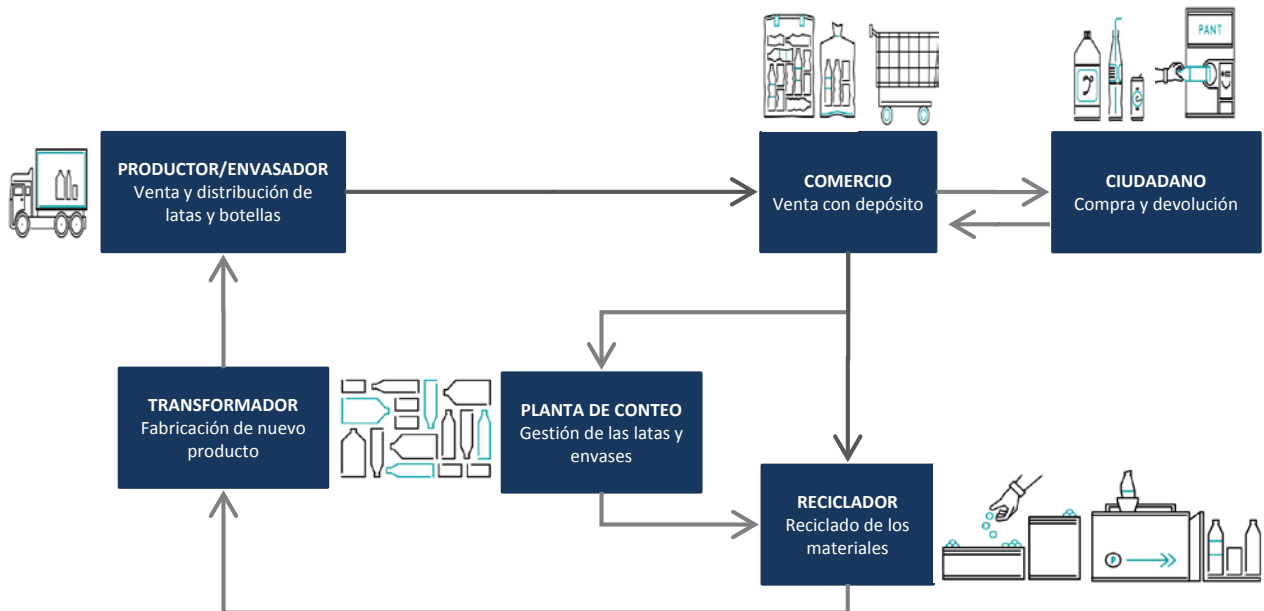 PANT
PRODUCTOR/ENVASADOR
Venta y distribución de
latas y botellas
COMERCIO
Venta con depósito
CIUDADANO
Compra y devolución
TRANSFORMADOR
Fabricación de nuevo
producto
PLANTA DE CONTEO
Gestión de las latas y
envases
RECICLADOR
Reciclado de los
materiales
P